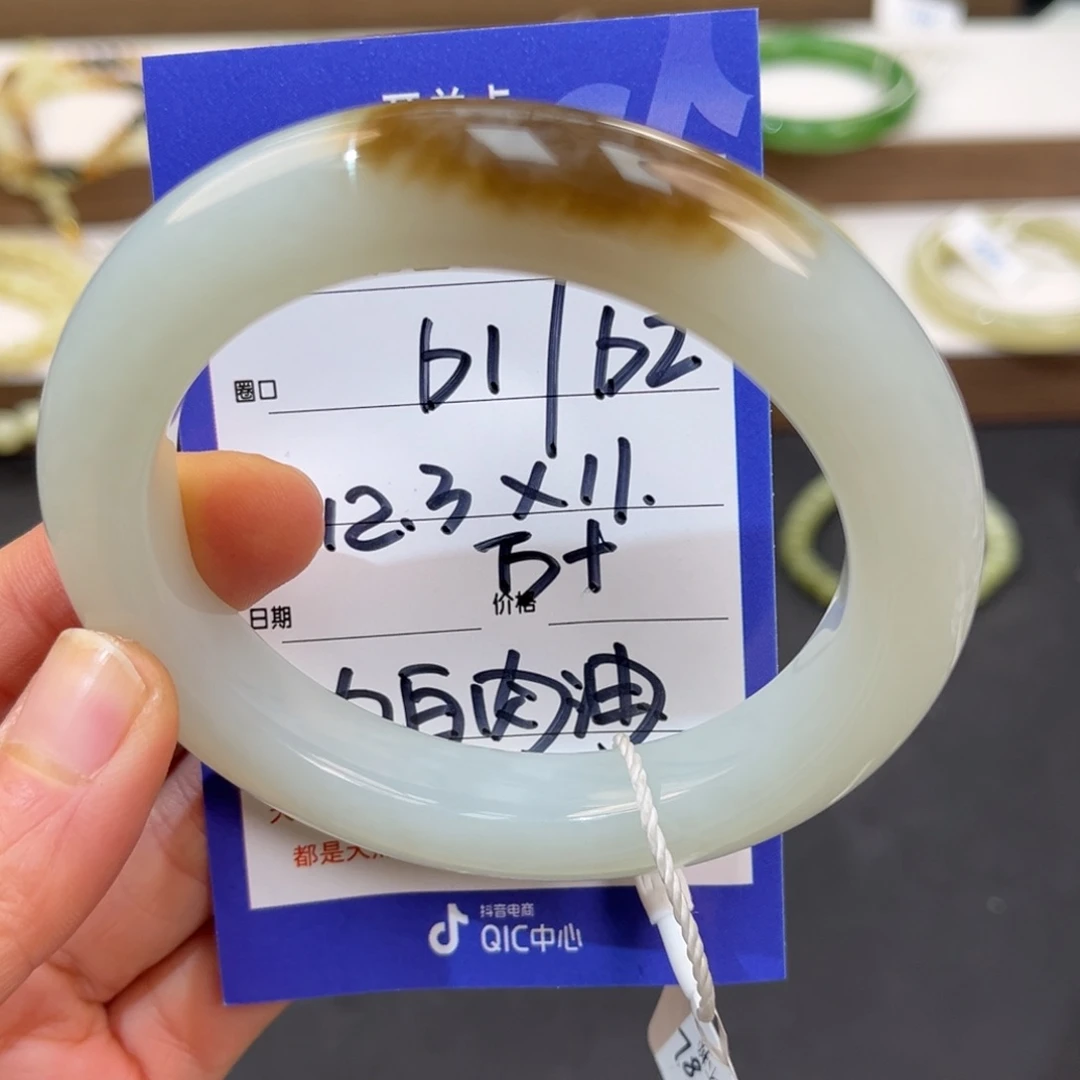 圈口 61/62
12.3×11.
万+
日期 价格
肉油
都是天
抖音电商
QIC中心
78